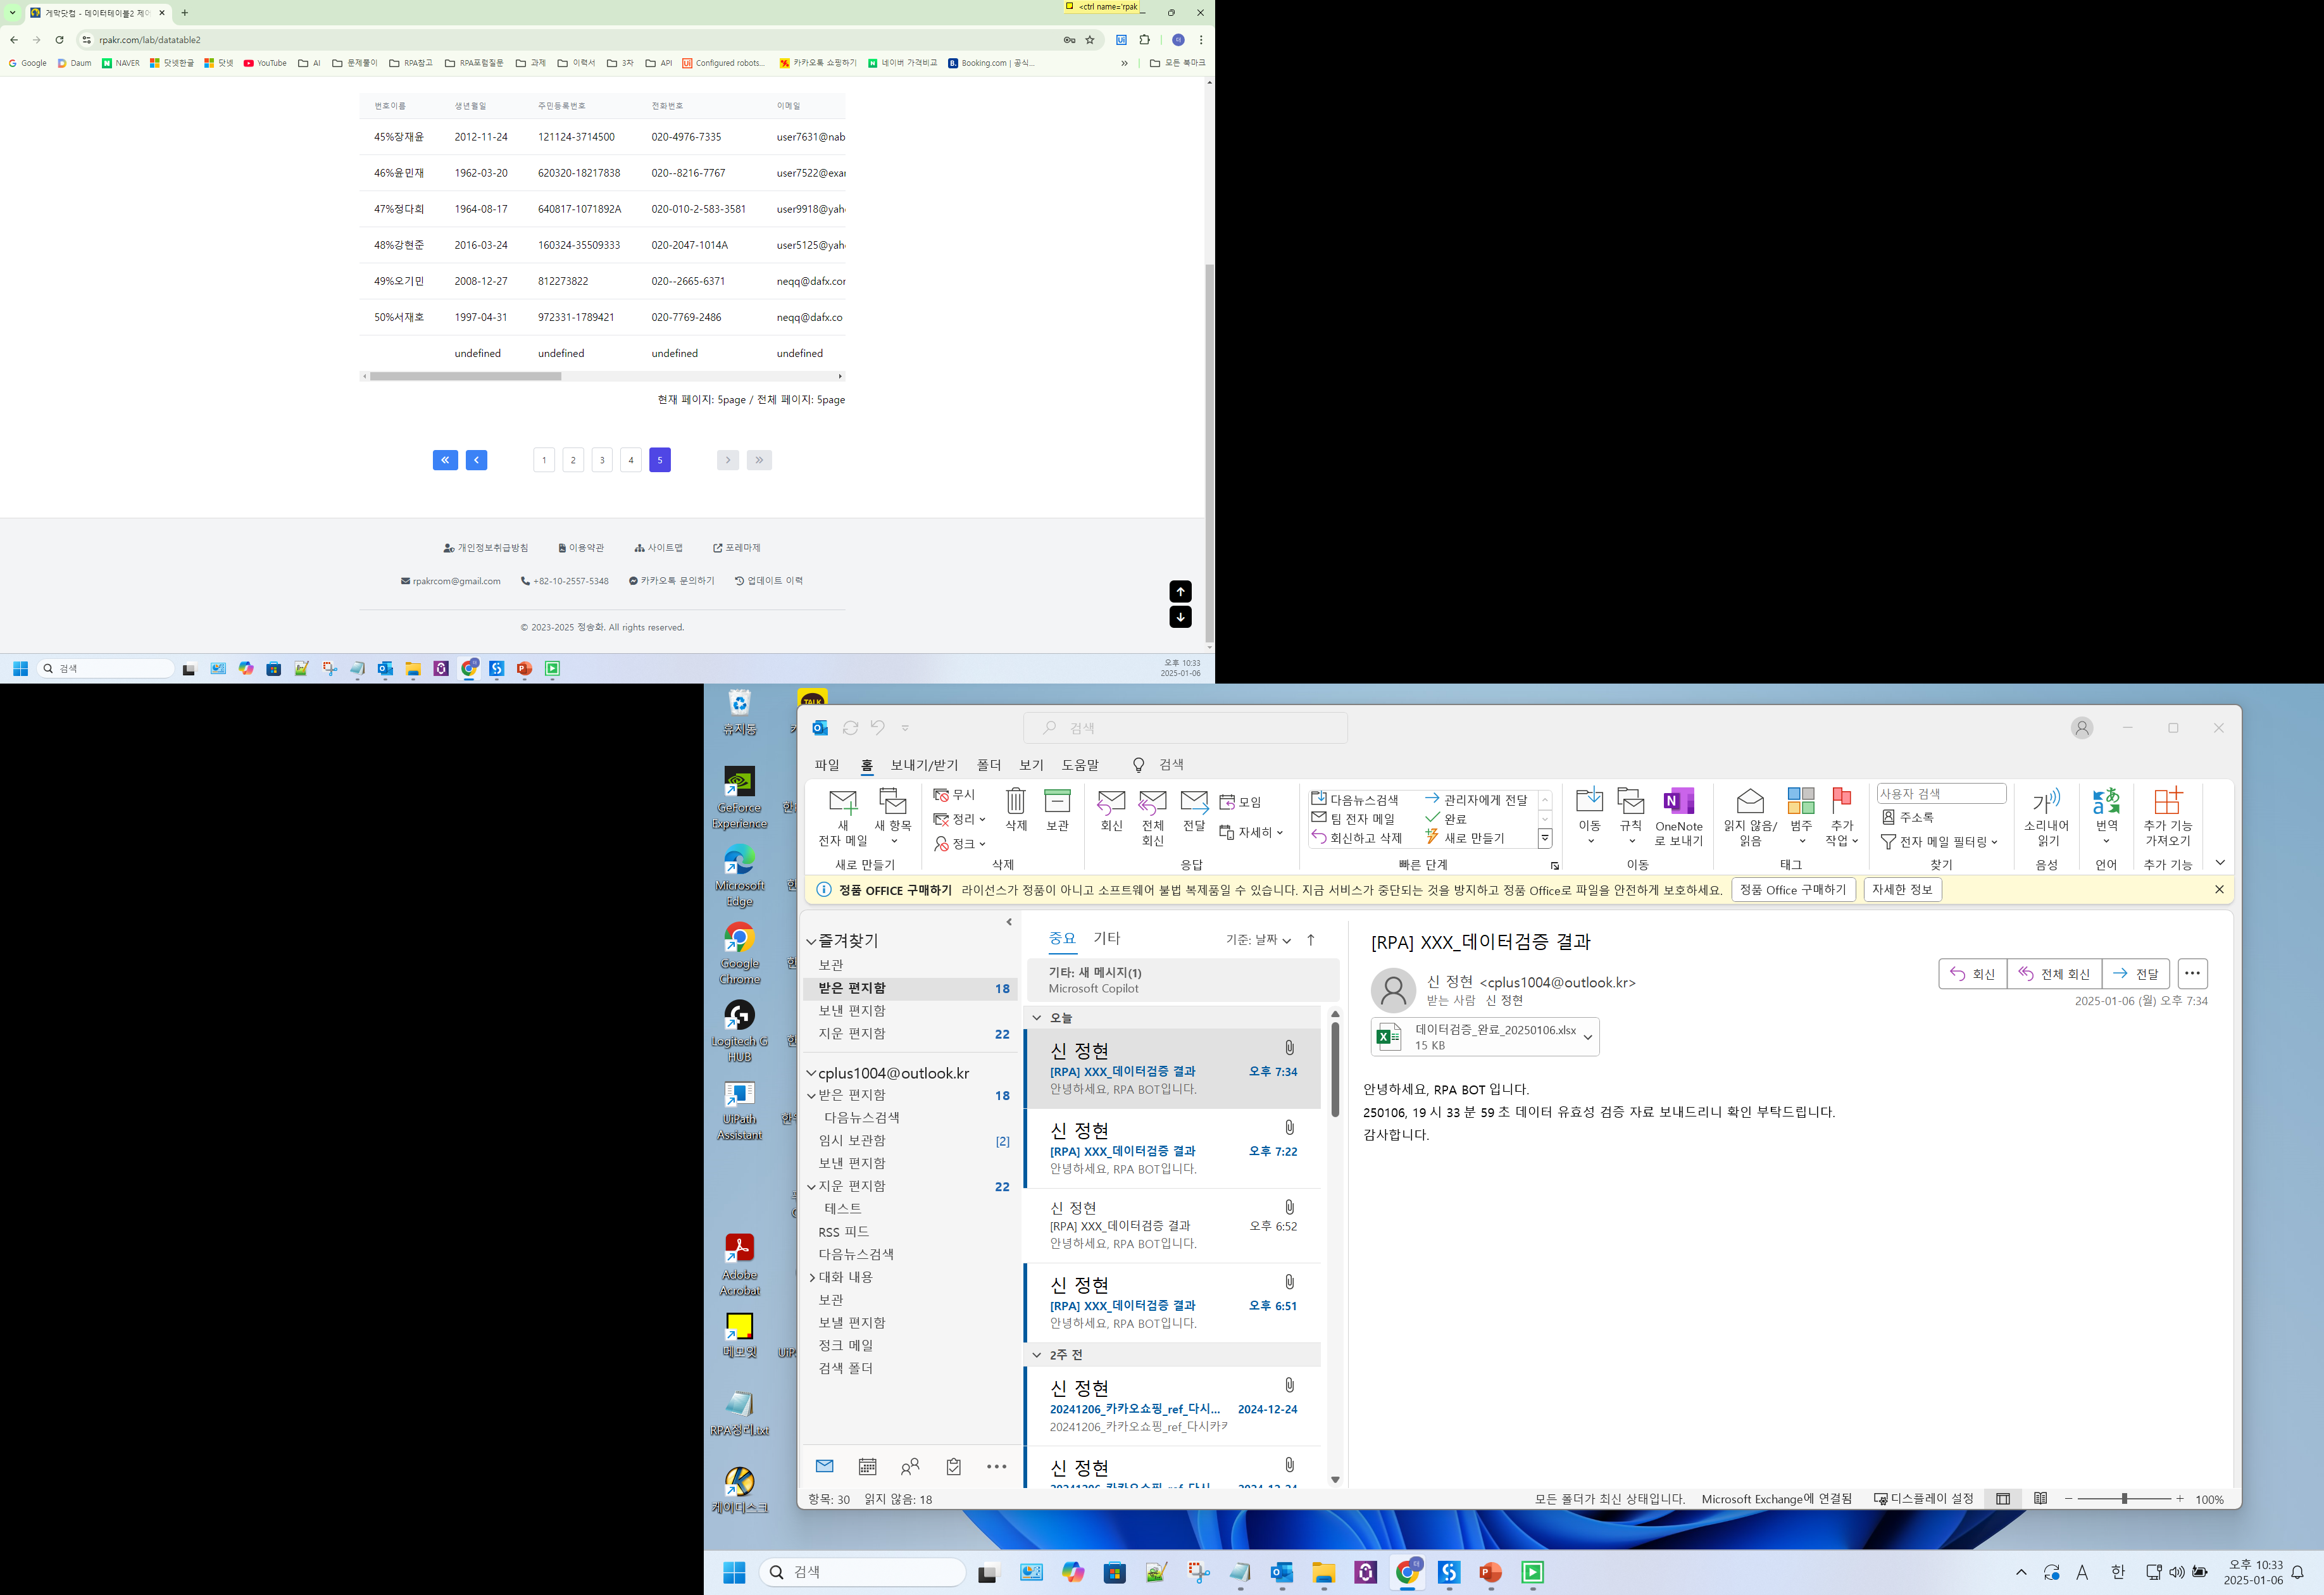 게막닷컴 - 데이터테이블2 제어
<ctrl name='rpak
rpakr.com/lab/datatable2
Google Daum NAVER 닷넷한글 닷넷 YouTube AI 문제풀이 RPA참고 RPA포럼질문 과제 이력서 3차 API Configured robots... 카카오톡 쇼핑하기 네이버 가격비교 Booking.com | 공식... » 모든 북마크
번호이름 생년월일 주민등록번호 전화번호 이메일
45%장재윤 2012-11-24 121124-3714500 020-4976-7335 user7631@nab
46%윤민재 1962-03-20 620320-18217838 020--8216-7767 user7522@exar
47%정다희 1964-08-17 640817-1071892A 020-010-2-583-3581 user9918@yaho
48%강현준 2016-03-24 160324-35509333 020-2047-1014A user5125@yah
49%오기민 2008-12-27 812273822 020--2665-6371 neqq@dafx.cor
50%서재호 1997-04-31 972331-1789421 020-7769-2486 neqq@dafx.co
undefined undefined undefined undefined
현재 페이지: 5page / 전체 페이지: 5page
1 2 3 4 5
개인정보취급방침 이용약관 사이트맵 포레마제
rpakrcom@gmail.com +82-10-2557-5348 카카오톡 문의하기 업데이트 이력
© 2023-2025 정송화. All rights reserved.
검색
오후 10:33
2025-01-06
휴지통
TALK
GeForce
Experience
Microsoft
Edge
Google
Chrome
Logitech G
HUB
UiPath
Assistant
Adobe
Acrobat
메모잇
RPA정리.txt
케이디스크
검색
파일 홈 보내기/받기 폴더 보기 도움말 검색
새
전자 메일
새 항목
새로 만들기
무시
정리
정크
삭제
보관
삭제
회신
전체
회신
전달
모임
자세히
응답
다음뉴스검색 관리자에게 전달
팀 전자 메일 완료
회신하고 삭제 새로 만들기
빠른 단계
이동
규칙
OneNote
로 보내기
이동
읽지 않음/
읽음
범주
추가
작업
태그
사용자 검색
주소록
전자 메일 필터링
찾기
소리내어
읽기
음성
번역
언어
추가 기능
가져오기
추가 기능
정품 OFFICE 구매하기 라이선스가 정품이 아니고 소프트웨어 불법 복제품일 수 있습니다. 지금 서비스가 중단되는 것을 방지하고 정품 Office로 파일을 안전하게 보호하세요. 정품 Office 구매하기 자세한 정보
즐겨찾기
보관
받은 편지함 18
보낸 편지함
지운 편지함 22
cplus1004@outlook.kr
받은 편지함 18
다음뉴스검색
임시 보관함 [2]
보낸 편지함
지운 편지함 22
테스트
RSS 피드
다음뉴스검색
대화 내용
보관
보낼 편지함
정크 메일
검색 폴더
중요 기타 기준: 날짜
기타: 새 메시지(1)
Microsoft Copilot
오늘
신 정현
[RPA] XXX_데이터검증 결과 오후 7:34
안녕하세요, RPA BOT입니다.
신 정현
[RPA] XXX_데이터검증 결과 오후 7:22
안녕하세요, RPA BOT입니다.
신 정현
[RPA] XXX_데이터검증 결과 오후 6:52
안녕하세요, RPA BOT입니다.
신 정현
[RPA] XXX_데이터검증 결과 오후 6:51
안녕하세요, RPA BOT입니다.
2주 전
신 정현
20241206_카카오쇼핑_ref_다시... 2024-12-24
20241206_카카오쇼핑_ref_다시카카
신 정현
[RPA] XXX_데이터검증 결과
신 정현 <cplus1004@outlook.kr>
받는 사람 신 정현
회신 전체 회신 전달
2025-01-06 (월) 오후 7:34
데이터검증_완료_20250106.xlsx
15 KB
안녕하세요, RPA BOT 입니다.
250106, 19 시 33 분 59 초 데이터 유효성 검증 자료 보내드리니 확인 부탁드립니다.
감사합니다.
항목: 30 읽지 않음: 18 모든 폴더가 최신 상태입니다. Microsoft Exchange에 연결됨 디스플레이 설정 100%
검색
A 한
오후 10:33
2025-01-06